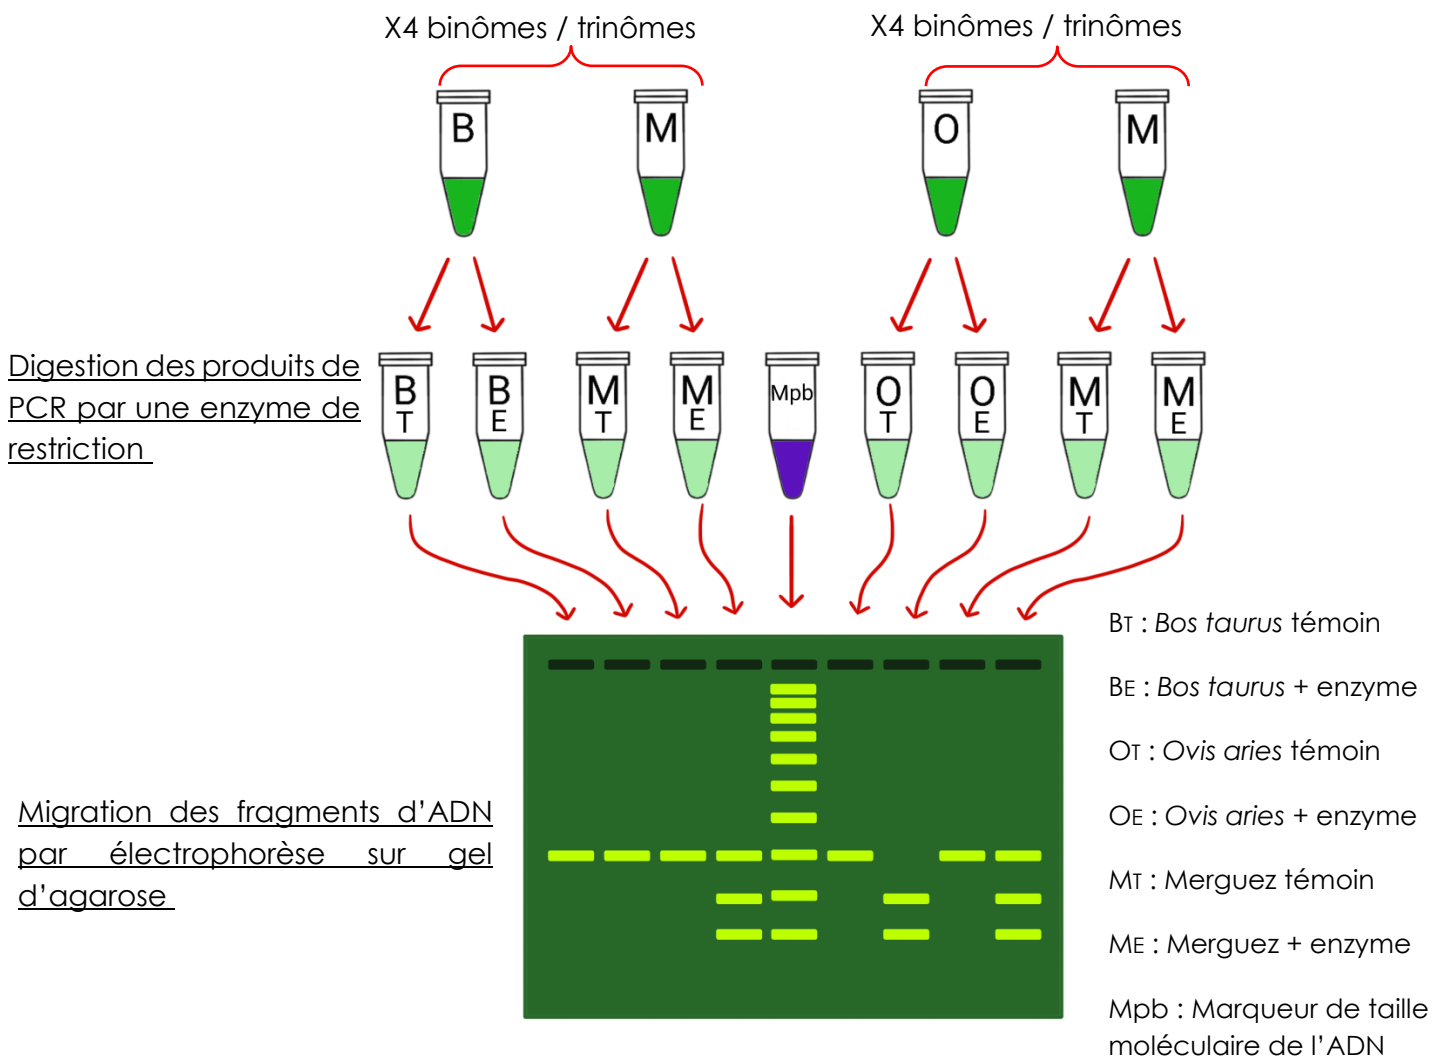 X4 binômes / trinômes
X4 binômes / trinômes
B
M
O
M
Digestion des produits de
PCR par une enzyme de
restriction
B
T
B
E
M
T
M
E
Mpb
O
T
O
E
M
T
M
E
BT : Bos taurus témoin
BE : Bos taurus + enzyme
OT : Ovis aries témoin
OE : Ovis aries + enzyme
MT : Merguez témoin
ME : Merguez + enzyme
Mpb : Marqueur de taille
moléculaire de l’ADN
Migration des fragments d’ADN
par électrophorèse sur gel
d’agarose